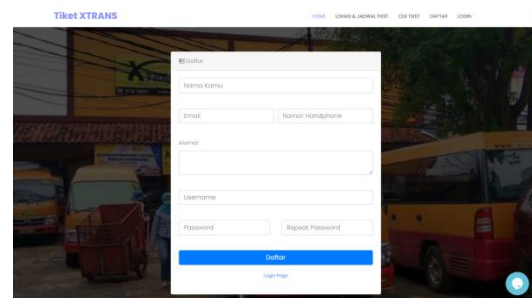 Tiket XTRANS
HOME LOKASI & JADWAL TIKET CEK TIKET DAFTAR LOGIN
Daftar
Nama Kamu
Email Nomor Handphone
Alamat
Username
Password Repeat Password
Daftar
Login Page